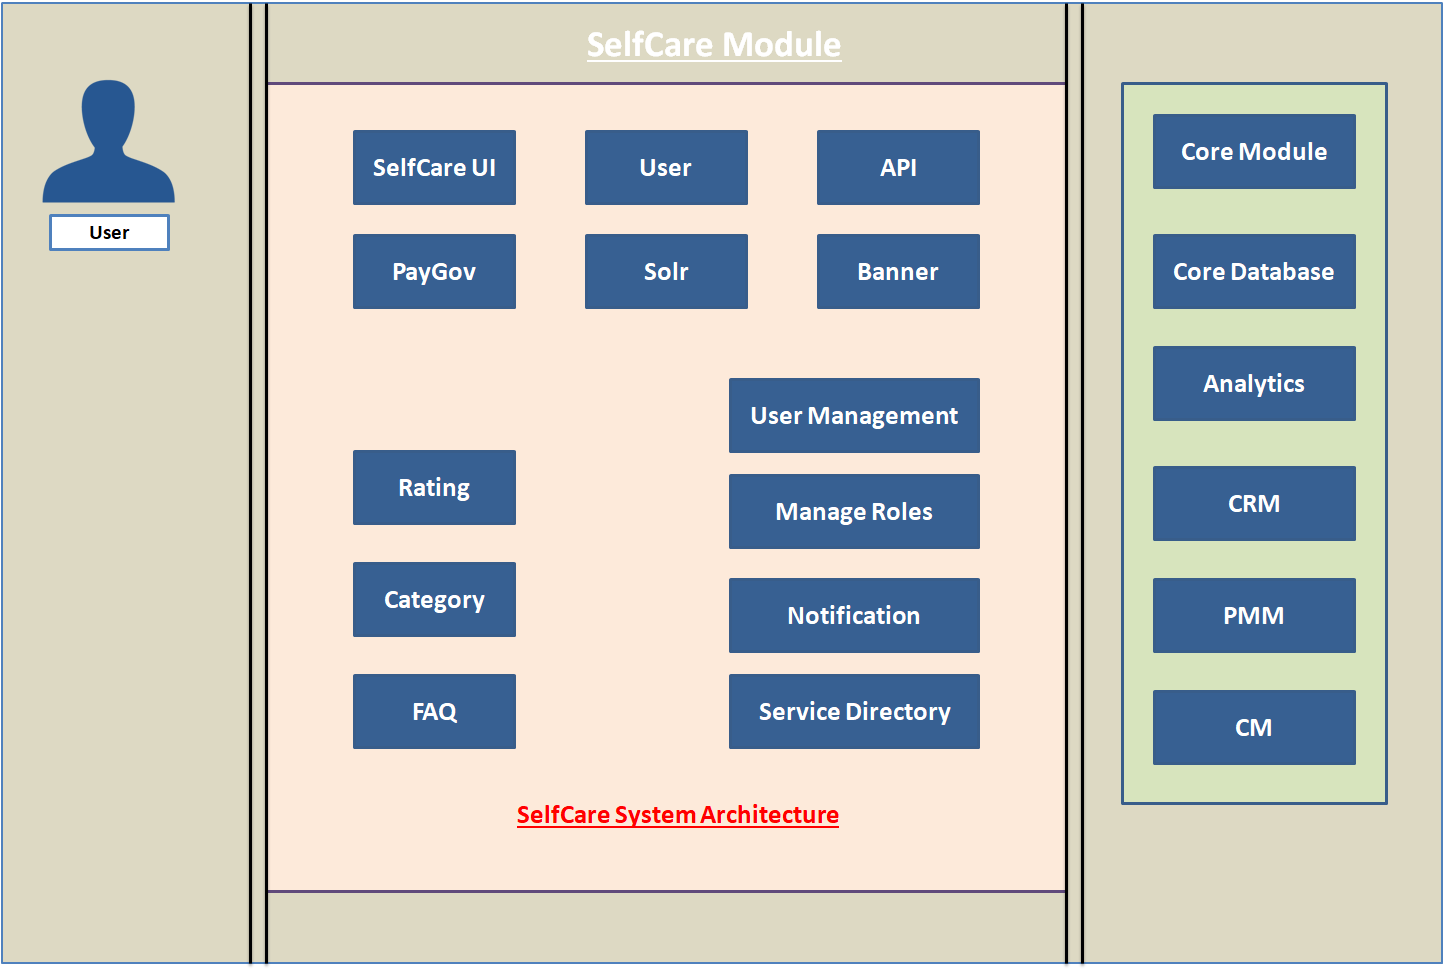 SelfCare Module
User
SelfCare UI
User
API
PayGov
Solr
Banner
User Management
Rating
Manage Roles
Category
Notification
FAQ
Service Directory
SelfCare System Architecture
Core Module
Core Database
Analytics
CRM
PMM
CM